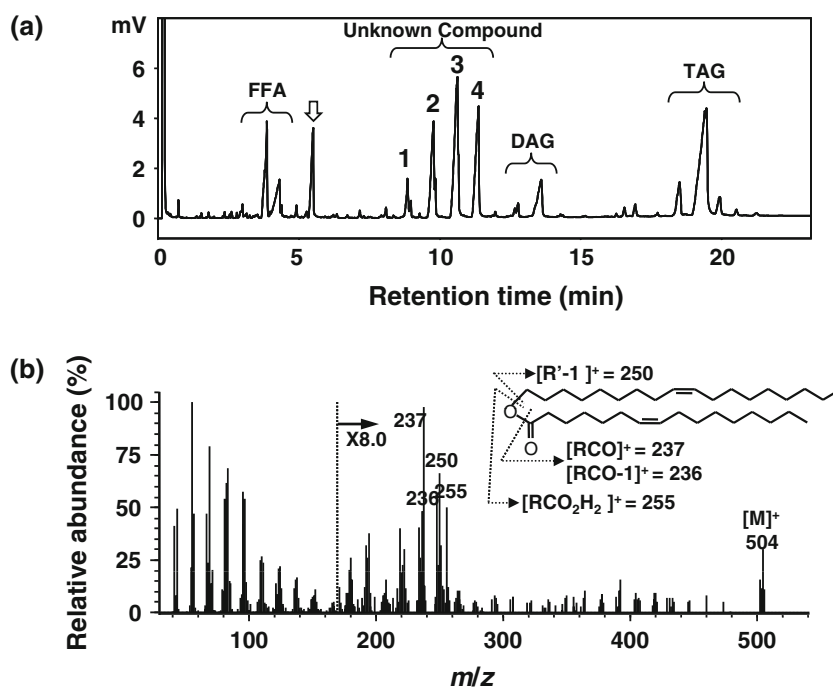 (a)
mV
Unknown Compound
FFA
1
2
3
4
DAG
TAG
6
4
2
0
0 5 10 15 20
Retention time (min)
(b)
Relative abundance (%)
100
75
50
25
0
X8.0
237
250
236
255
[R'-1 ]+ = 250
O
O
[RCO]+ = 237
[RCO-1]+ = 236
[RCO₂H₂ ]+ = 255
[M]+
504
100 200 300 400 500
m/z